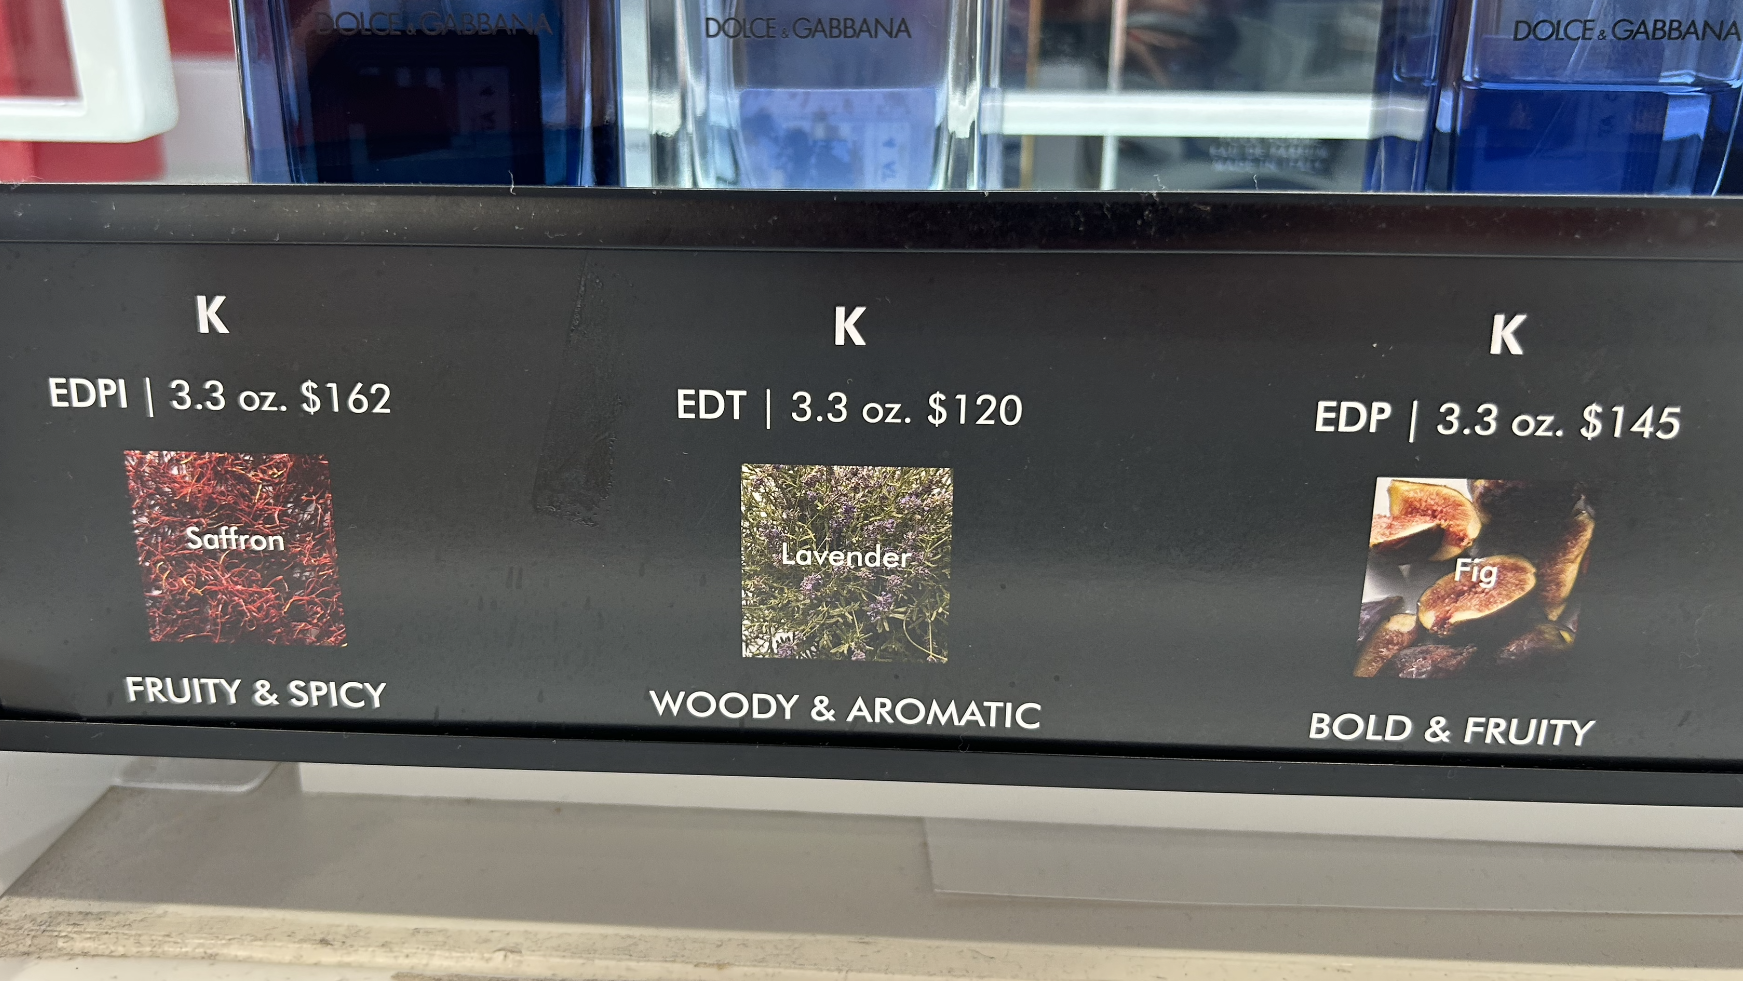 DOLCE & GABBANA
DOLCE & GABBANA
DOLCE & GABBANA
K
EDPI | 3.3 oz. $162
Saffron
FRUITY & SPICY
K
EDT | 3.3 oz. $120
Lavender
WOODY & AROMATIC
K
EDP | 3.3 oz. $145
Fig
BOLD & FRUITY